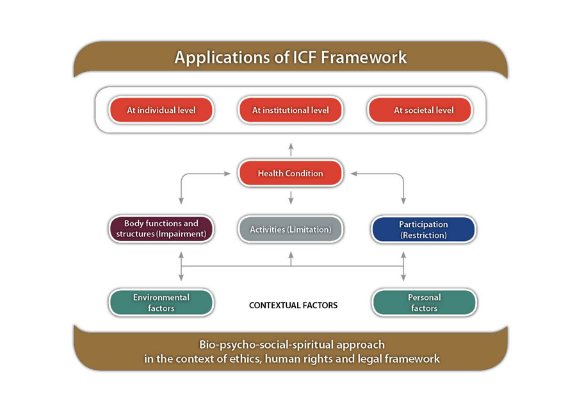 Applications of ICF Framework
At individual level
At institutional level
At societal level
Health Condition
Body functions and
structures (Impairment)
Activities (Limitation)
Participation
(Restriction)
Environmental
factors
CONTEXTUAL FACTORS
Personal
factors
Bio-psycho-social-spiritual approach
in the context of ethics, human rights and legal framework